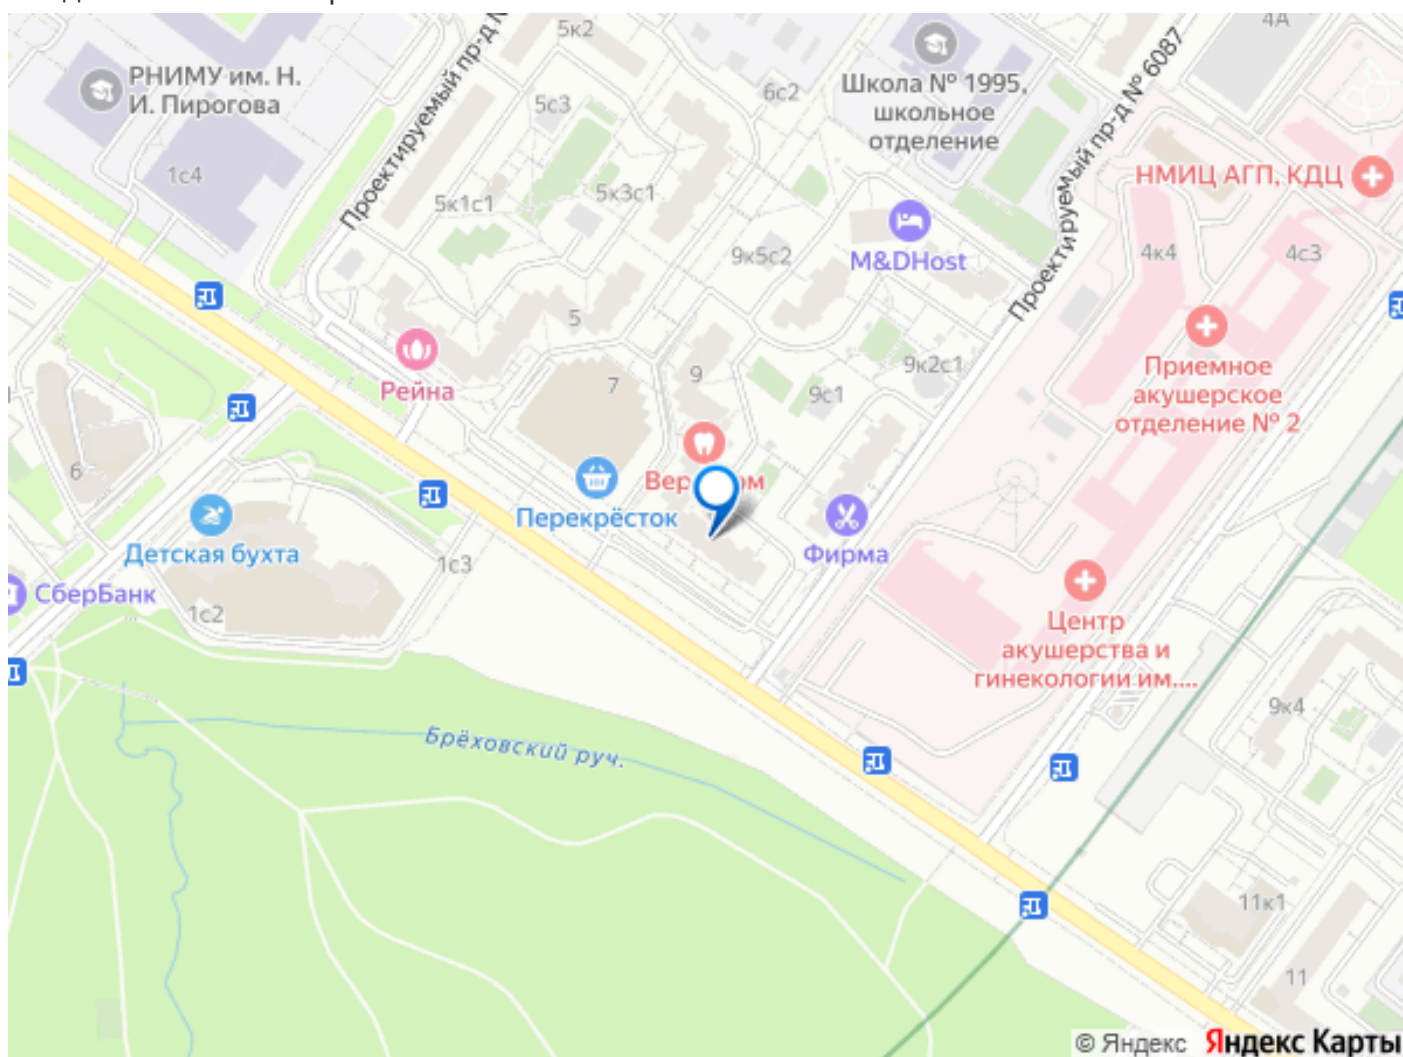 5к2
4А
Проектируемый пр-д №
РНИМУ им. Н.
И. Пирогова
Школа № 1995,
школьное
отделение
Проектируемый пр-д № 6087
6с2
5с3
1с4
5к1с1
5к3с1
НМИЦ АГП, КДЦ
M&DHost
9к5с2
4к4
4с3
5
Рейна
7
9
9с1
9к2с1
Приемное
акушерское
отделение № 2
6
Перекрёсток
Фирма
Детская бухта
1с3
СберБанк
1с2
Центр
акушерства и
гинекологии им....
9к4
Брёховский руч.
11к1
11
© Яндекс Яндекс Карты